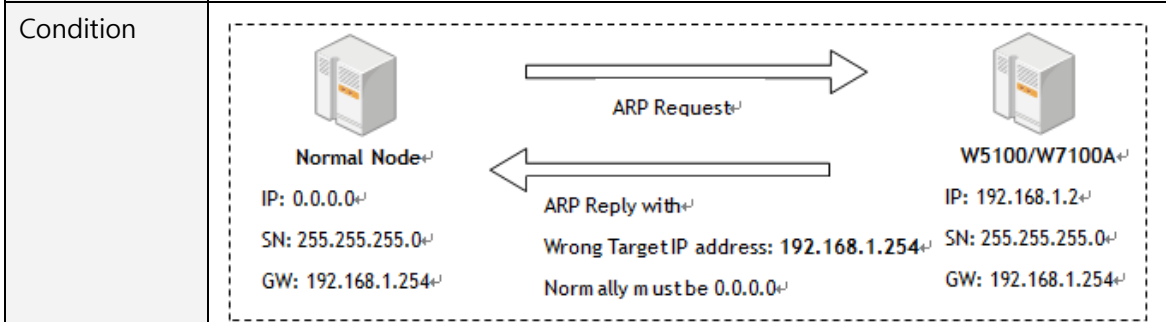 Condition
ARP Request↵
Normal Node↵
IP: 0.0.0.0↵
SN: 255.255.255.0↵
GW: 192.168.1.254↵
ARP Reply with↵
Wrong Target IP address: 192.168.1.254↵
Normally must be 0.0.0.0↵
W5100/W7100A↵
IP: 192.168.1.2↵
SN: 255.255.255.0↵
GW: 192.168.1.254↵